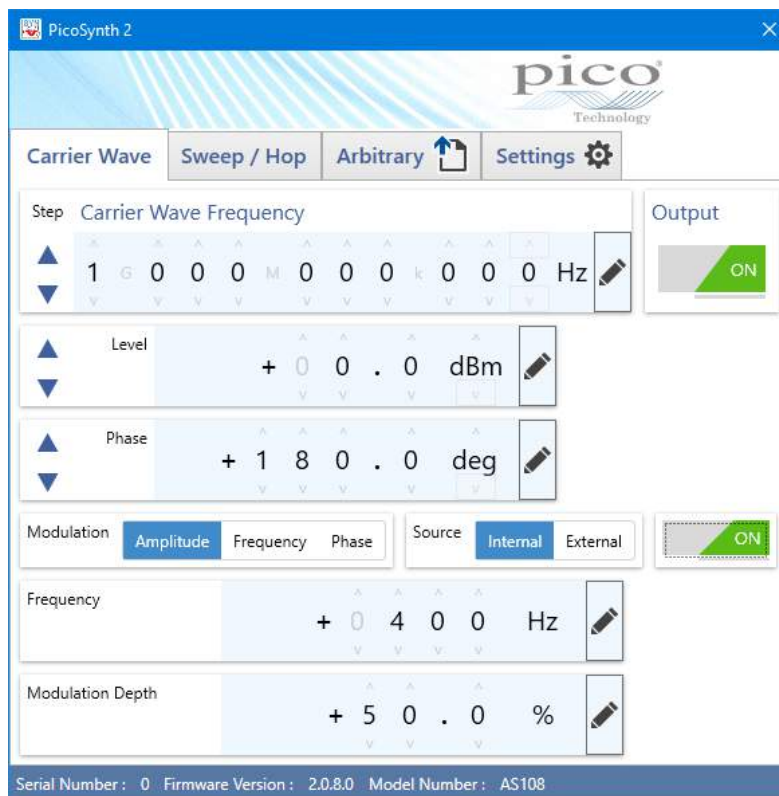 PicoSynth 2
pico
Technology
Carrier Wave Sweep / Hop Arbitrary Settings
Step Carrier Wave Frequency Output
1 G 0 0 0 M 0 0 0 k 0 0 0 Hz ON
Level
+ 0 0 . 0 dBm
Phase
+ 1 8 0 . 0 deg
Modulation Amplitude Frequency Phase Source Internal External ON
Frequency
+ 0 4 0 0 Hz
Modulation Depth
+ 5 0 . 0 %
Serial Number : 0 Firmware Version : 2.0.8.0 Model Number : AS108